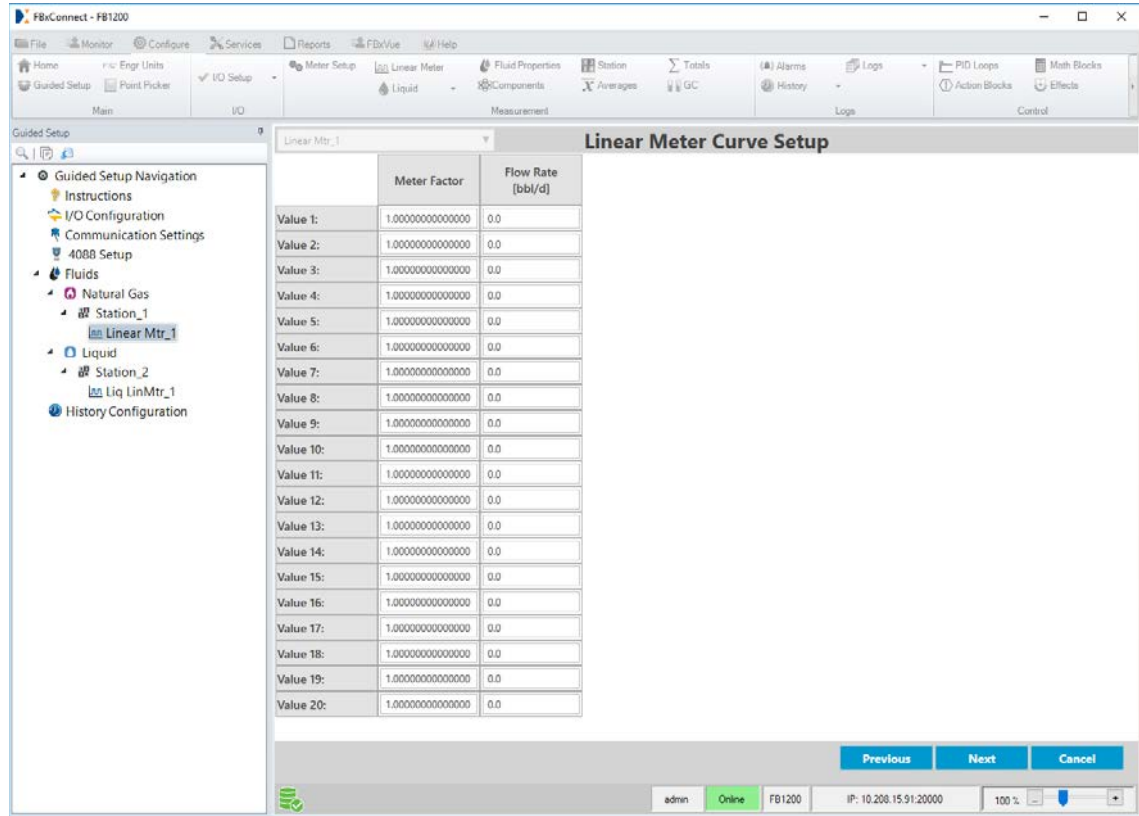 FBxConnect - FB1200
File Monitor Configure Services Reports FBxVue Help
Home Engr Units I/O Setup Meter Setup Linear Meter Fluid Properties Station Totals (A) Alarms Logs PID Loops Math Blocks
Guided Setup Point Picker Liquid Components Averages GC History Action Blocks Effects
Main I/O Measurement Logs Control
Guided Setup
Guided Setup Navigation
Instructions
I/O Configuration
Communication Settings
4088 Setup
Fluids
Natural Gas
Station_1
Linear Mtr_1
Liquid
Station_2
Liq LinMtr_1
History Configuration
Linear Mtr_1
Linear Meter Curve Setup
Meter Factor Flow Rate
[bbl/d]
Value 1: 1.00000000000000 0.0
Value 2: 1.00000000000000 0.0
Value 3: 1.00000000000000 0.0
Value 4: 1.00000000000000 0.0
Value 5: 1.00000000000000 0.0
Value 6: 1.00000000000000 0.0
Value 7: 1.00000000000000 0.0
Value 8: 1.00000000000000 0.0
Value 9: 1.00000000000000 0.0
Value 10: 1.00000000000000 0.0
Value 11: 1.00000000000000 0.0
Value 12: 1.00000000000000 0.0
Value 13: 1.00000000000000 0.0
Value 14: 1.00000000000000 0.0
Value 15: 1.00000000000000 0.0
Value 16: 1.00000000000000 0.0
Value 17: 1.00000000000000 0.0
Value 18: 1.00000000000000 0.0
Value 19: 1.00000000000000 0.0
Value 20: 1.00000000000000 0.0
Previous Next Cancel
admin Online FB1200 IP: 10.208.15.91:20000 100 %